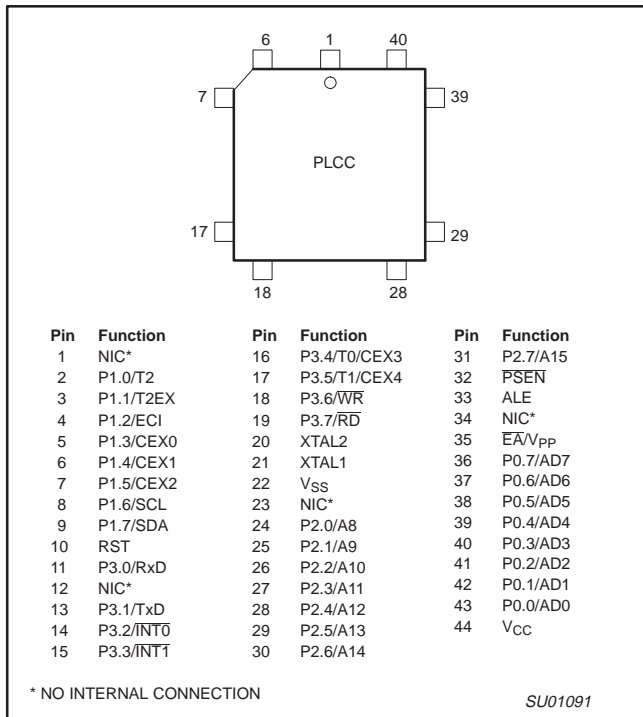 6 1 40
7 39
PLCC
17 29
18 28
Pin Function Pin Function Pin Function
1 NIC* 16 P3.4/T0/CEX3 31 P2.7/A15
2 P1.0/T2 17 P3.5/T1/CEX4 32 P̅S̅E̅N̅
3 P1.1/T2EX 18 P3.6/W̅R̅ 33 ALE
4 P1.2/ECI 19 P3.7/R̅D̅ 34 NIC*
5 P1.3/CEX0 20 XTAL2 35 E̅A̅/VPP
6 P1.4/CEX1 21 XTAL1 36 P0.7/AD7
7 P1.5/CEX2 22 VSS 37 P0.6/AD6
8 P1.6/SCL 23 NIC* 38 P0.5/AD5
9 P1.7/SDA 24 P2.0/A8 39 P0.4/AD4
10 RST 25 P2.1/A9 40 P0.3/AD3
11 P3.0/RxD 26 P2.2/A10 41 P0.2/AD2
12 NIC* 27 P2.3/A11 42 P0.1/AD1
13 P3.1/TxD 28 P2.4/A12 43 P0.0/AD0
14 P3.2/I̅N̅T̅0̅ 29 P2.5/A13 44 VCC
15 P3.3/I̅N̅T̅1̅ 30 P2.6/A14
* NO INTERNAL CONNECTION
SU01091